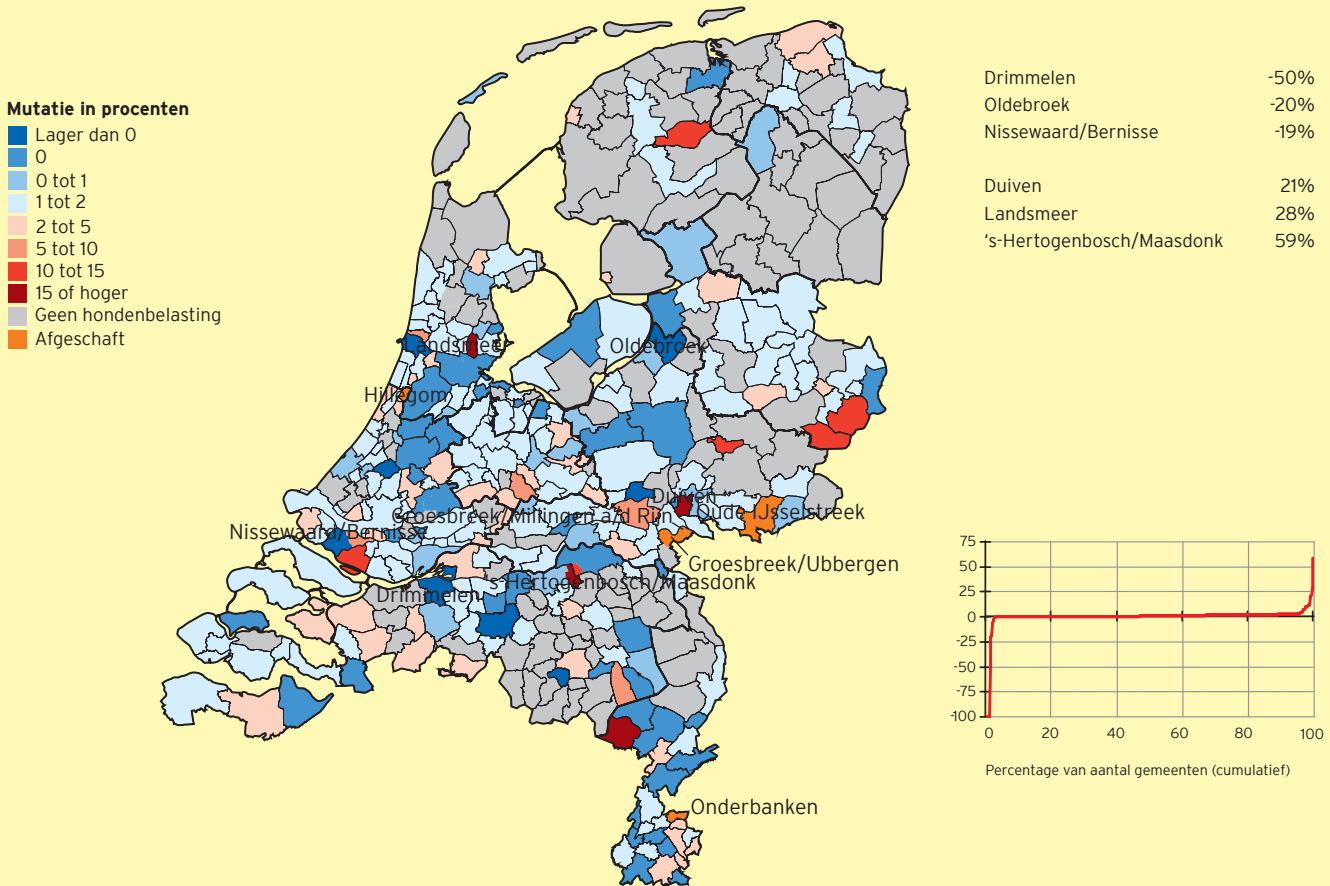 Mutatie in procenten
Lager dan 0
0
0 tot 1
1 tot 2
2 tot 5
5 tot 10
10 tot 15
15 of hoger
Geen hondenbelasting
Afgeschaft
Landsmeer
Oldebroek
Hillegom
Duiven
Oude IJsselstreek
Groesbreek/Millingen a/d Rijn
Nissewaard/Bernisse
Groesbreek/Ubbergen
's-Hertogenbosch/Maasdonk
Drimmelen
Onderbanken
Drimmelen -50%
Oldebroek -20%
Nissewaard/Bernisse -19%
Duiven 21%
Landsmeer 28%
‘s-Hertogenbosch/Maasdonk 59%
75
50
25
0
-25
-50
-75
-100
0 20 40 60 80 100
Percentage van aantal gemeenten (cumulatief)